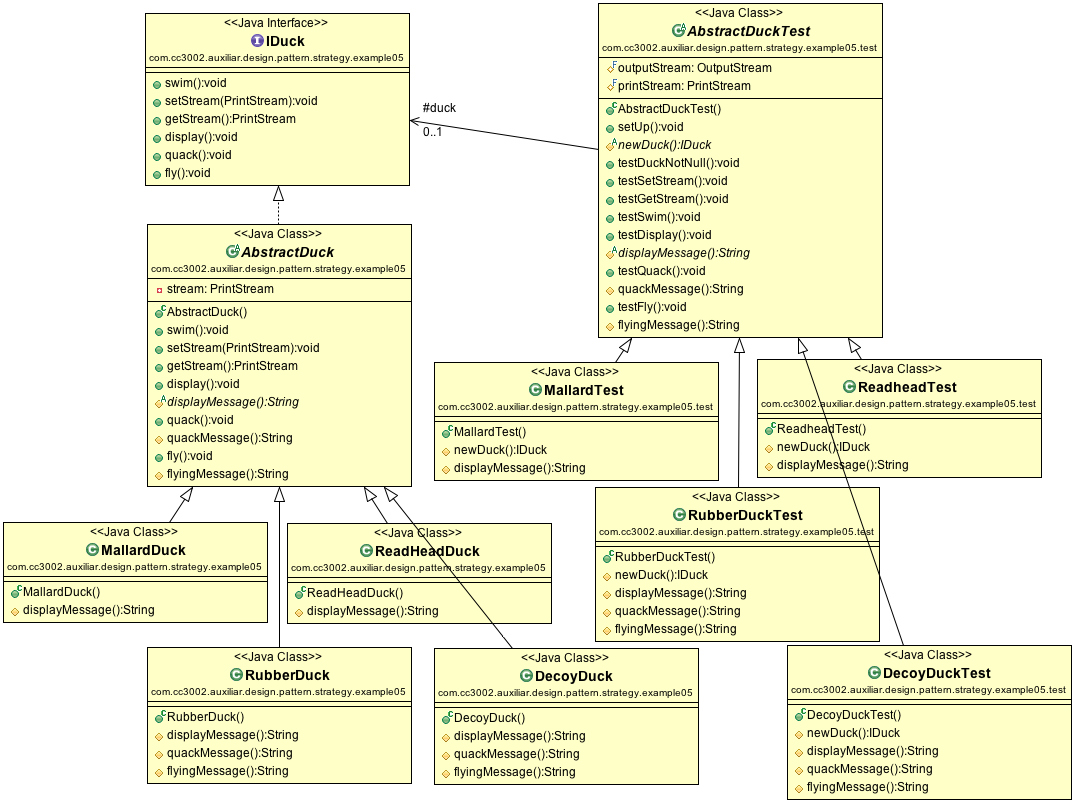 <<Java Interface>>
IDuck
com.cc3002.auxiliar.design.pattern.strategy.example05
swim():void
setStream(PrintStream):void
getStream():PrintStream
display():void
quack():void
fly():void
#duck
0..1
<<Java Class>>
AbstractDuckTest
com.cc3002.auxiliar.design.pattern.strategy.example05.test
outputStream: OutputStream
printStream: PrintStream
AbstractDuckTest()
setUp():void
newDuck():IDuck
testDuckNotNull():void
testSetStream():void
testGetStream():void
testSwim():void
testDisplay():void
displayMessage():String
testQuack():void
quackMessage():String
testFly():void
flyingMessage():String
<<Java Class>>
AbstractDuck
com.cc3002.auxiliar.design.pattern.strategy.example05
stream: PrintStream
AbstractDuck()
swim():void
setStream(PrintStream):void
getStream():PrintStream
display():void
displayMessage():String
quack():void
quackMessage():String
fly():void
flyingMessage():String
<<Java Class>>
MallardTest
com.cc3002.auxiliar.design.pattern.strategy.example05.test
MallardTest()
newDuck():IDuck
displayMessage():String
<<Java Class>>
ReadheadTest
com.cc3002.auxiliar.design.pattern.strategy.example05.test
ReadheadTest()
newDuck():IDuck
displayMessage():String
<<Java Class>>
RubberDuckTest
com.cc3002.auxiliar.design.pattern.strategy.example05.test
RubberDuckTest()
newDuck():IDuck
displayMessage():String
quackMessage():String
flyingMessage():String
<<Java Class>>
MallardDuck
com.cc3002.auxiliar.design.pattern.strategy.example05
MallardDuck()
displayMessage():String
<<Java Class>>
ReadHeadDuck
com.cc3002.auxiliar.design.pattern.strategy.example05
ReadHeadDuck()
displayMessage():String
<<Java Class>>
RubberDuck
com.cc3002.auxiliar.design.pattern.strategy.example05
RubberDuck()
displayMessage():String
quackMessage():String
flyingMessage():String
<<Java Class>>
DecoyDuck
com.cc3002.auxiliar.design.pattern.strategy.example05
DecoyDuck()
displayMessage():String
quackMessage():String
flyingMessage():String
<<Java Class>>
DecoyDuckTest
com.cc3002.auxiliar.design.pattern.strategy.example05.test
DecoyDuckTest()
newDuck():IDuck
displayMessage():String
quackMessage():String
flyingMessage():String